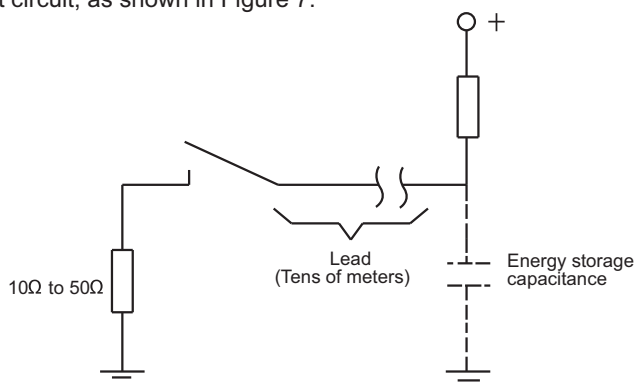 t circuit, as shown in Figure 7.
+
Lead
(Tens of meters)
Energy storage
capacitance
10Ω to 50Ω